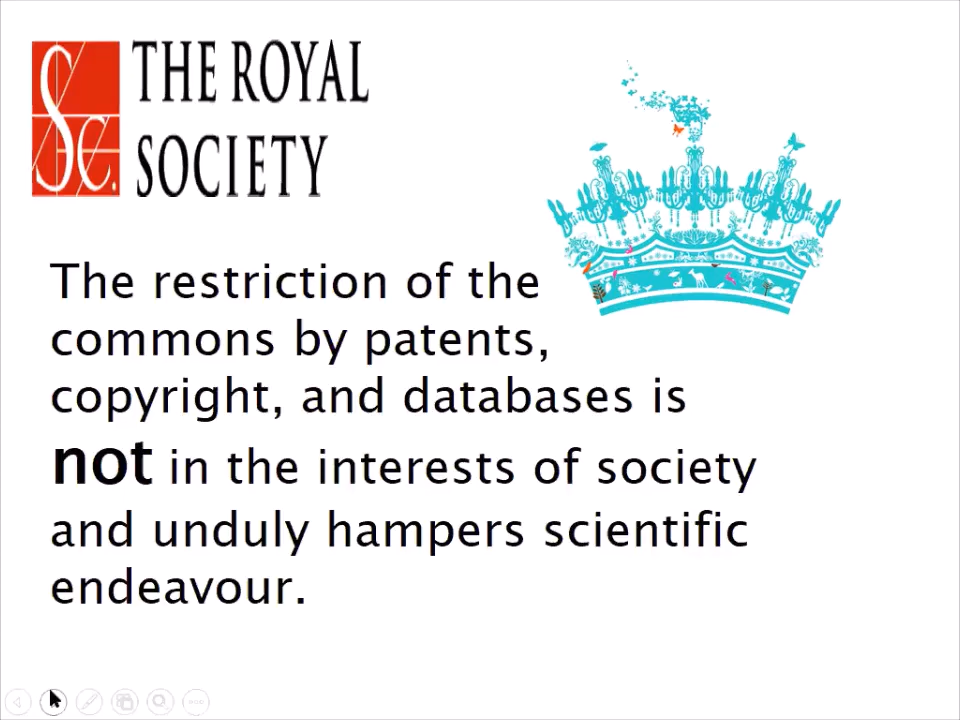 Sc.
THE ROYAL
SOCIETY
The restriction of the
commons by patents,
copyright, and databases is
not in the interests of society
and unduly hampers scientific
endeavour.